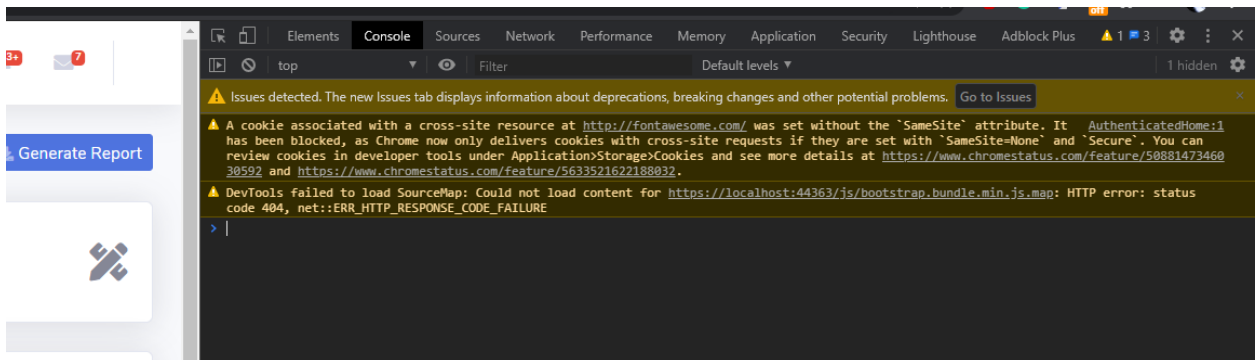 off
3+
7
Elements Console Sources Network Performance Memory Application Security Lighthouse Adblock Plus 1 3
top Filter Default levels ▼ 1 hidden
Issues detected. The new Issues tab displays information about deprecations, breaking changes and other potential problems. Go to Issues
A cookie associated with a cross-site resource at http://fontawesome.com/ was set without the `SameSite` attribute. It AuthenticatedHome:1
has been blocked, as Chrome now only delivers cookies with cross-site requests if they are set with `SameSite=None` and `Secure`. You can
review cookies in developer tools under Application>Storage>Cookies and see more details at https://www.chromestatus.com/feature/50881473460
30592 and https://www.chromestatus.com/feature/5633521622188032.
DevTools failed to load SourceMap: Could not load content for https://localhost:44363/js/bootstrap.bundle.min.js.map: HTTP error: status
code 404, net::ERR_HTTP_RESPONSE_CODE_FAILURE
Generate Report